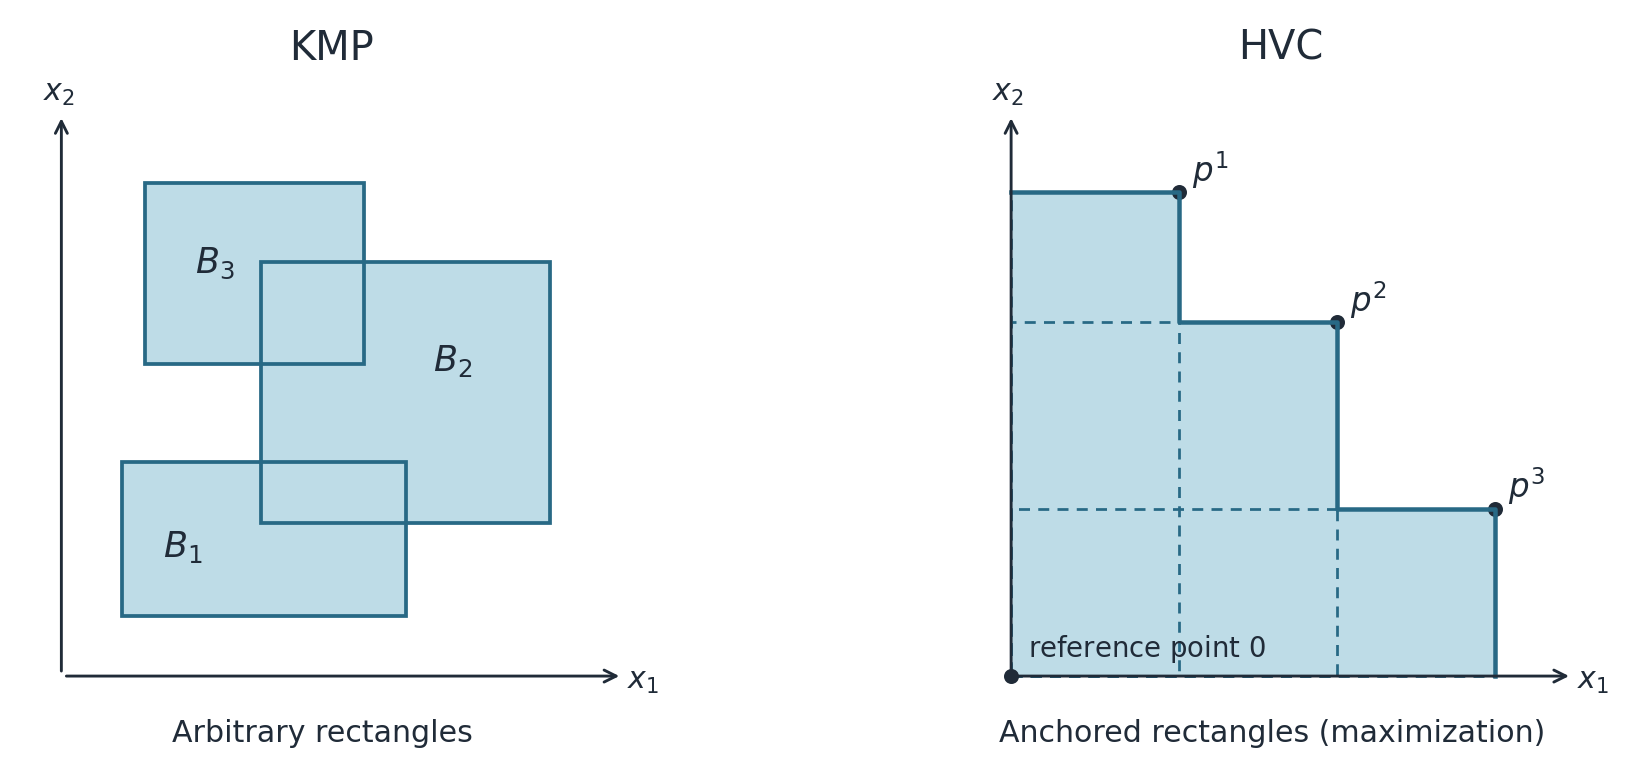 KMP
x₂
B₃
B₂
B₁
x₁
Arbitrary rectangles
HVC
x₂
p¹
p²
p³
reference point 0
x₁
Anchored rectangles (maximization)